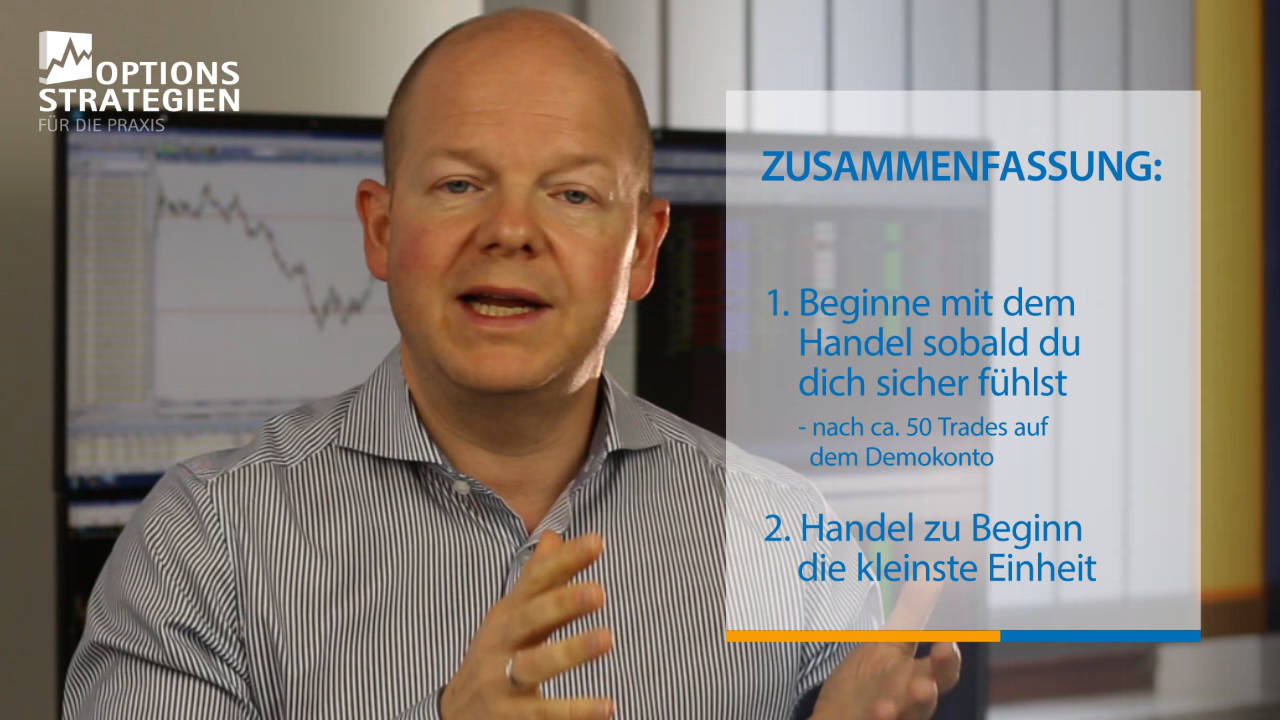 OPTIONS
STRATEGIEN
FÜR DIE PRAXIS
ZUSAMMENFASSUNG:
1. Beginne mit dem
Handel sobald du
dich sicher fühlst
- nach ca. 50 Trades auf
dem Demokonto
2. Handel zu Beginn
die kleinste Einheit